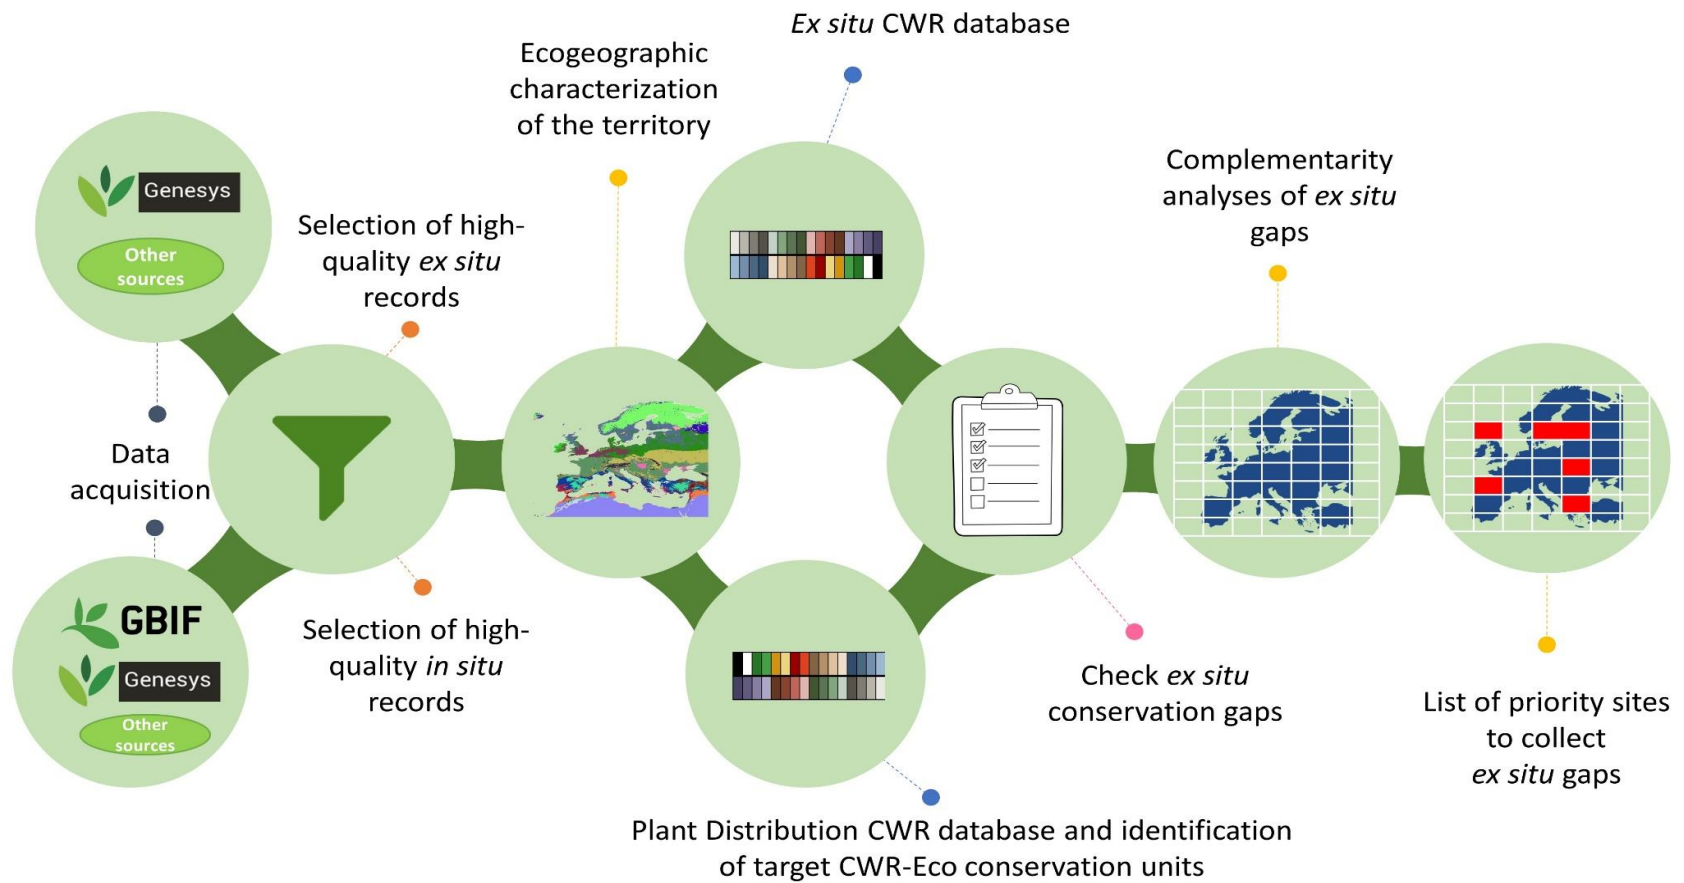 Ex situ CWR database
Ecogeographic
characterization
of the territory
Complementarity
analyses of ex situ
gaps
Genesys
Other
sources
Selection of high-
quality ex situ
records
Data
acquisition
GBIF
Genesys
Other
sources
Selection of high-
quality in situ
records
Check ex situ
conservation gaps
List of priority sites
to collect
ex situ gaps
Plant Distribution CWR database and identification
of target CWR-Eco conservation units